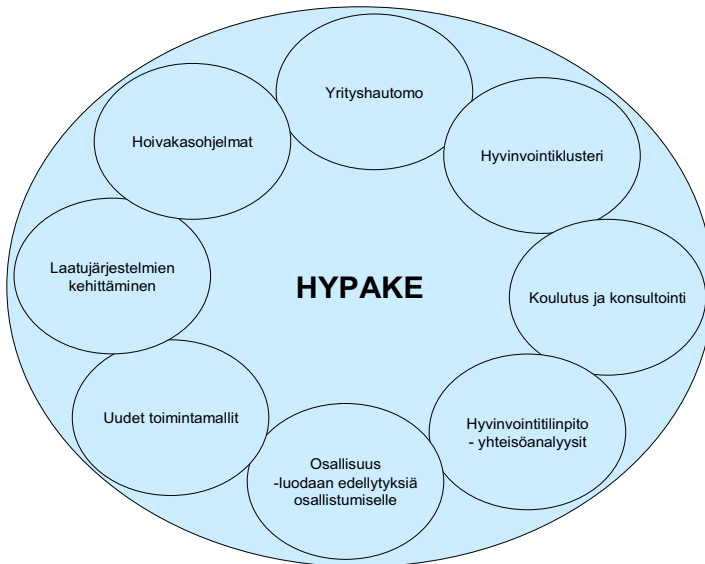 Yrityshautomo
Hoivakasohjelmat
Hyvinvointiklusteri
Laatujärjestelmien
kehittäminen
HYPAKE
Koulutus ja konsultointi
Uudet toimintamallit
Hyvinvointitilinpito
- yhteisöanalyysit
Osallisuus
-luodaan edellytyksiä
osallistumiselle